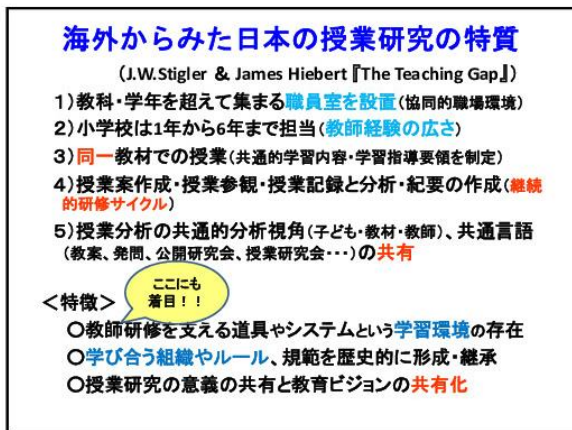 海外からみた日本の授業研究の特質
(J.W.Stigler & James Hiebert『The Teaching Gap』)
1)教科・学年を超えて集まる職員室を設置(協同的職場環境)
2)小学校は1年から6年まで担当(教師経験の広さ)
3)同一教材での授業(共通的学習内容・学習指導要領を制定)
4)授業案作成・授業参観・授業記録と分析・紀要の作成(継続
的研修サイクル)
5)授業分析の共通的分析視角(子ども・教材・教師)、共通言語
(教案、発問、公開研究会、授業研究会・・・)の共有
ここにも
着目!!
<特徴>
○教師研修を支える道具やシステムという学習環境の存在
○学び合う組織やルール、規範を歴史的に形成・継承
○授業研究の意義の共有と教育ビジョンの共有化